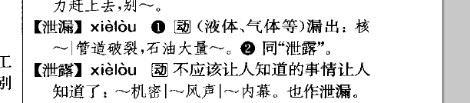 力赶上去,别～。
【泄漏】xièlòu ❶ 动 (液体、气体等)漏出：核
～|管道破裂,石油大量～。❷ 同“泄露”。
【泄露】xièlòu 动 不应该让人知道的事情让人
知道了：～机密|～风声|～内幕。也作泄漏。
工
别